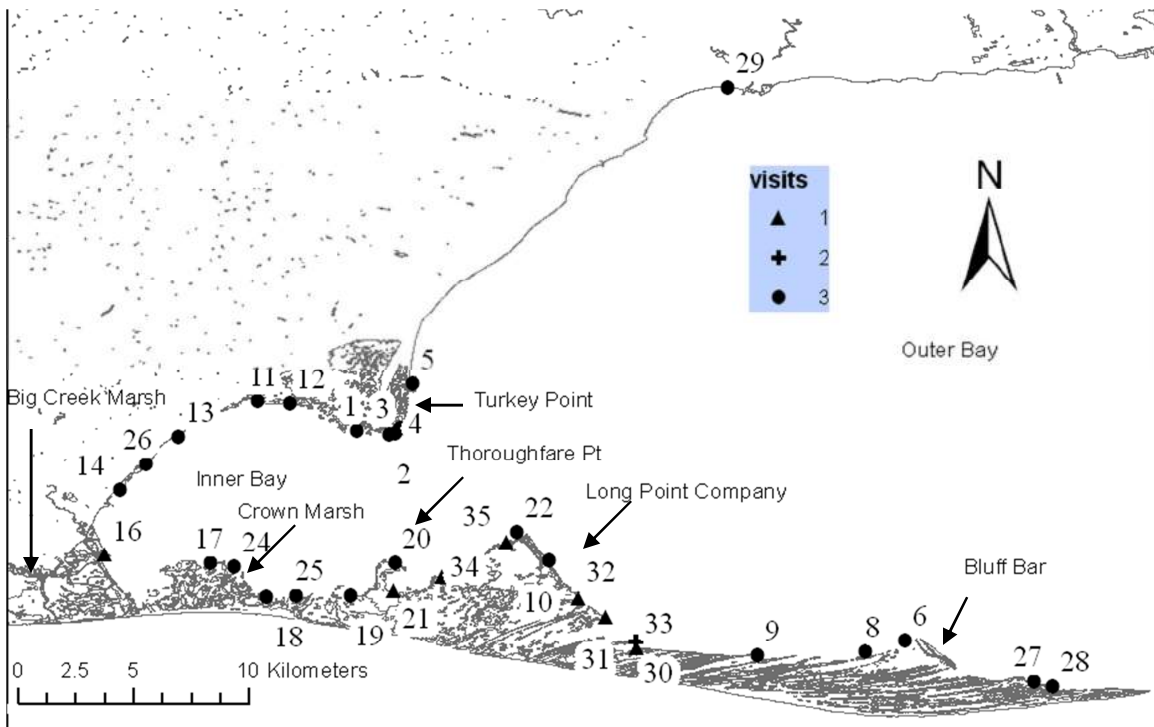 29
visits
1
2
3
N
Outer Bay
5
11 12
Big Creek Marsh
Turkey Point
13
1 3
4
26
Thoroughfare Pt
14
2
Inner Bay
Long Point Company
Crown Marsh
22
35
16
17 24
20
34
32
25
10
Bluff Bar
21
18
19
33
6
9
8
31
30
27 28
0 2.5 5 10 Kilometers